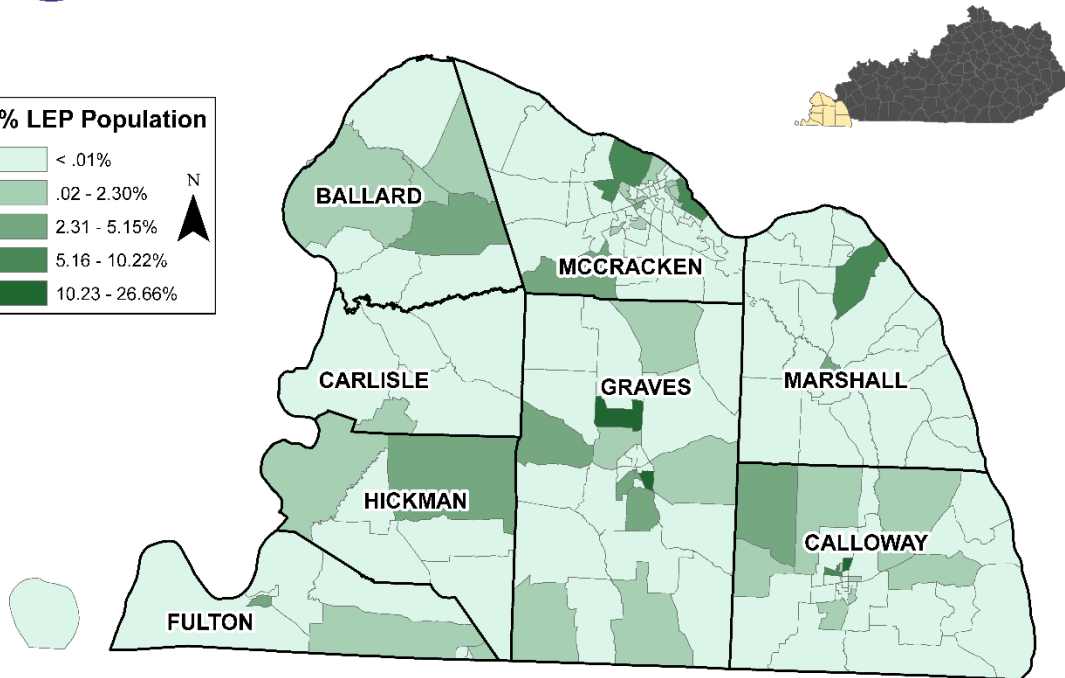 % LEP Population
< .01%
.02 - 2.30%
2.31 - 5.15%
5.16 - 10.22%
10.23 - 26.66%
N
BALLARD
MCCRACKEN
CARLISLE
GRAVES
MARSHALL
HICKMAN
CALLOWAY
FULTON